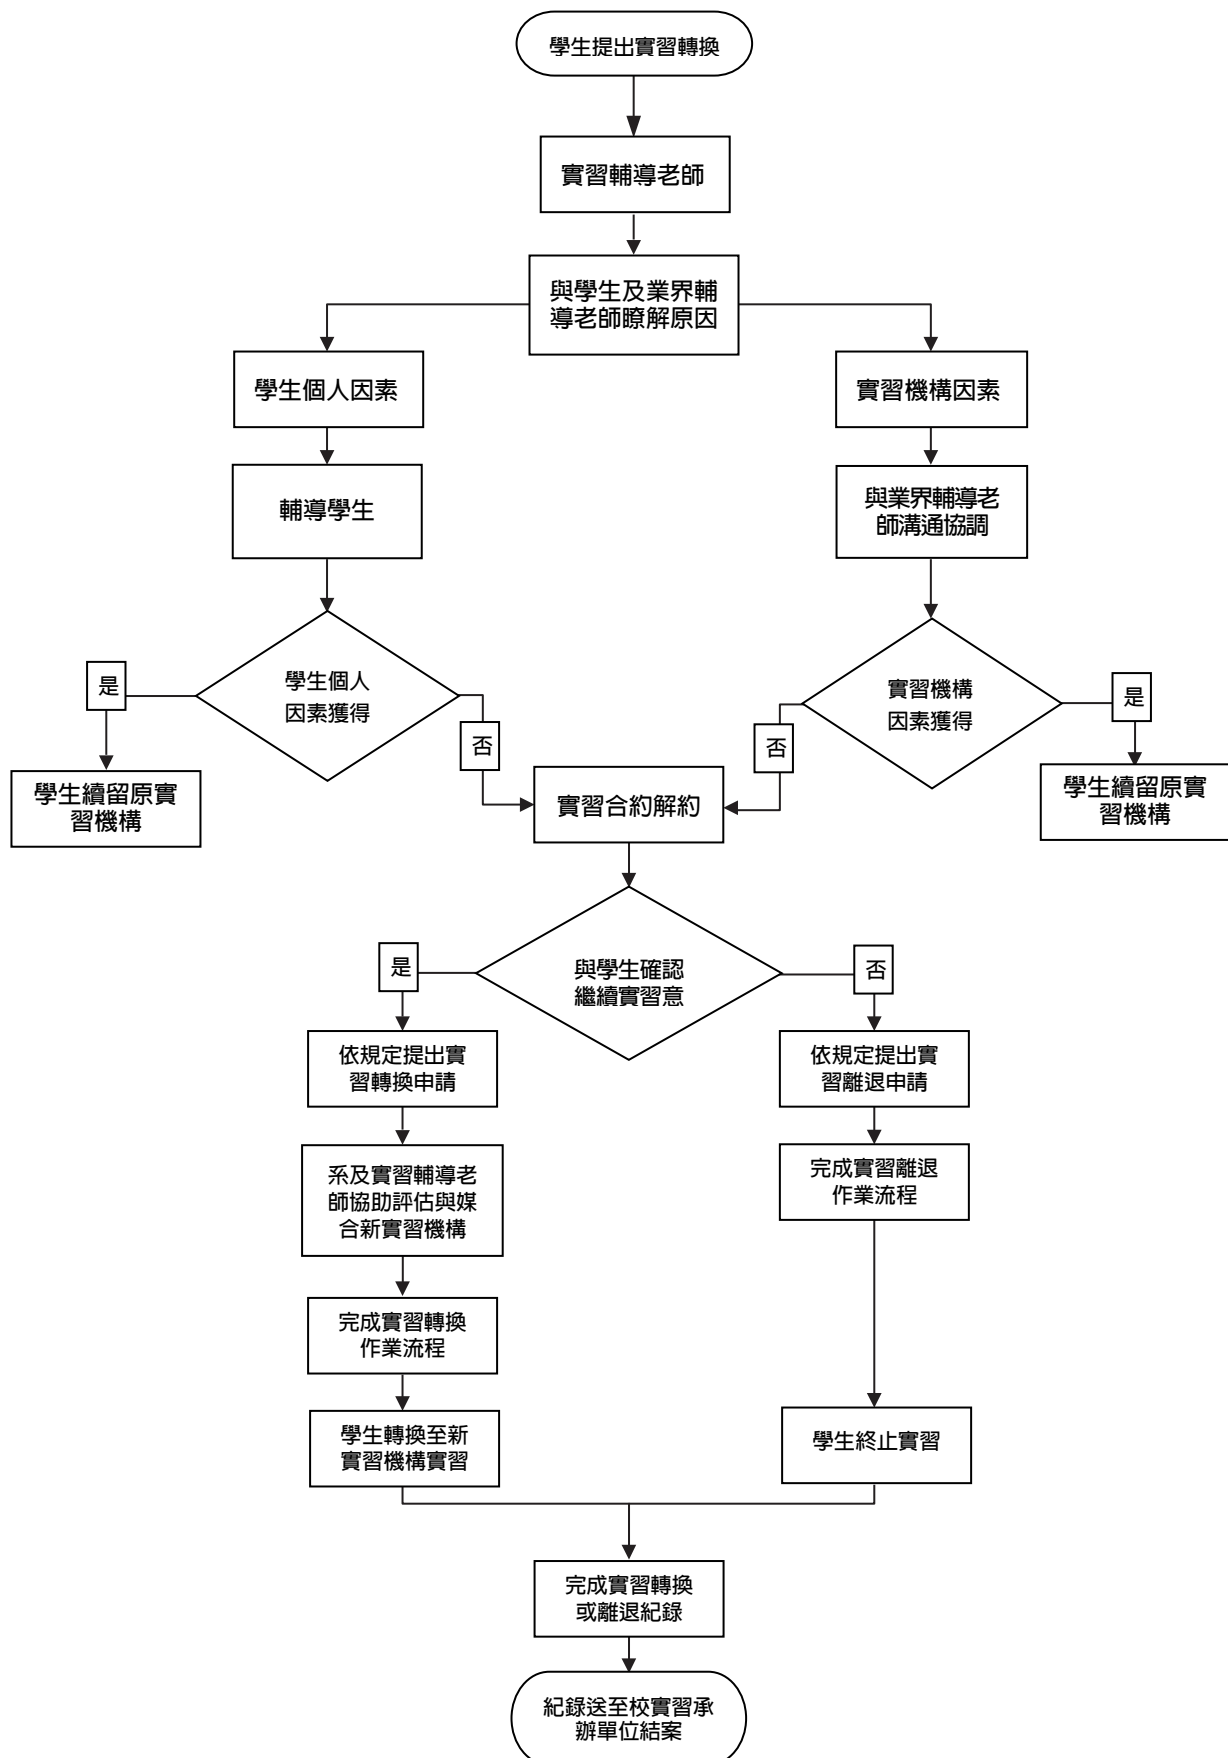 學生提出實習轉換
實習輔導老師
與學生及業界輔
導老師瞭解原因
學生個人因素
實習機構因素
輔導學生
與業界輔導老
師溝通協調
學生個人
因素獲得
實習機構
因素獲得
是
否
否
是
學生續留原實
習機構
實習合約解約
學生續留原實
習機構
與學生確認
繼續實習意
是
否
依規定提出實
習轉換申請
依規定提出實
習離退申請
系及實習輔導老
師協助評估與媒
合新實習機構
完成實習離退
作業流程
完成實習轉換
作業流程
學生轉換至新
實習機構實習
學生終止實習
完成實習轉換
或離退紀錄
紀錄送至校實習承
辦單位結案